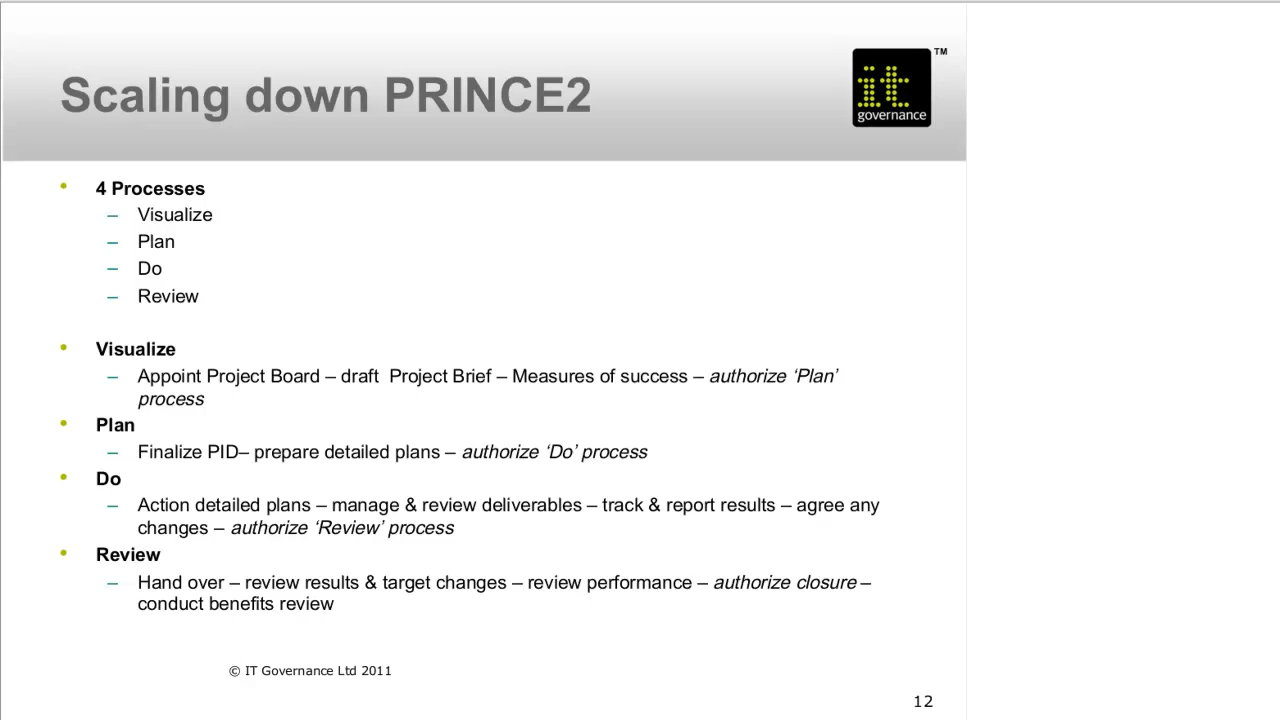 Scaling down PRINCE2
it
governance
TM
• 4 Processes
– Visualize
– Plan
– Do
– Review
• Visualize
– Appoint Project Board – draft  Project Brief – Measures of success – authorize ‘Plan’
process
• Plan
– Finalize PID– prepare detailed plans – authorize ‘Do’ process
• Do
– Action detailed plans – manage & review deliverables – track & report results – agree any
changes – authorize ‘Review’ process
• Review
– Hand over – review results & target changes – review performance – authorize closure –
conduct benefits review
© IT Governance Ltd 2011
12